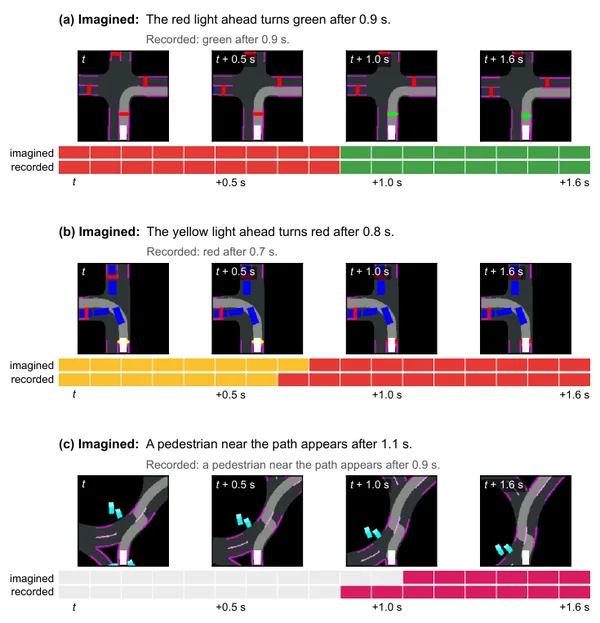 (a) Imagined: The red light ahead turns green after 0.9 s.
Recorded: green after 0.9 s.
t t + 0.5 s t + 1.0 s t + 1.6 s
imagined
recorded
t +0.5 s +1.0 s +1.6 s
(b) Imagined: The yellow light ahead turns red after 0.8 s.
Recorded: red after 0.7 s.
t t + 0.5 s t + 1.0 s t + 1.6 s
imagined
recorded
t +0.5 s +1.0 s +1.6 s
(c) Imagined: A pedestrian near the path appears after 1.1 s.
Recorded: a pedestrian near the path appears after 0.9 s.
t t + 0.5 s t + 1.0 s t + 1.6 s
imagined
recorded
t +0.5 s +1.0 s +1.6 s